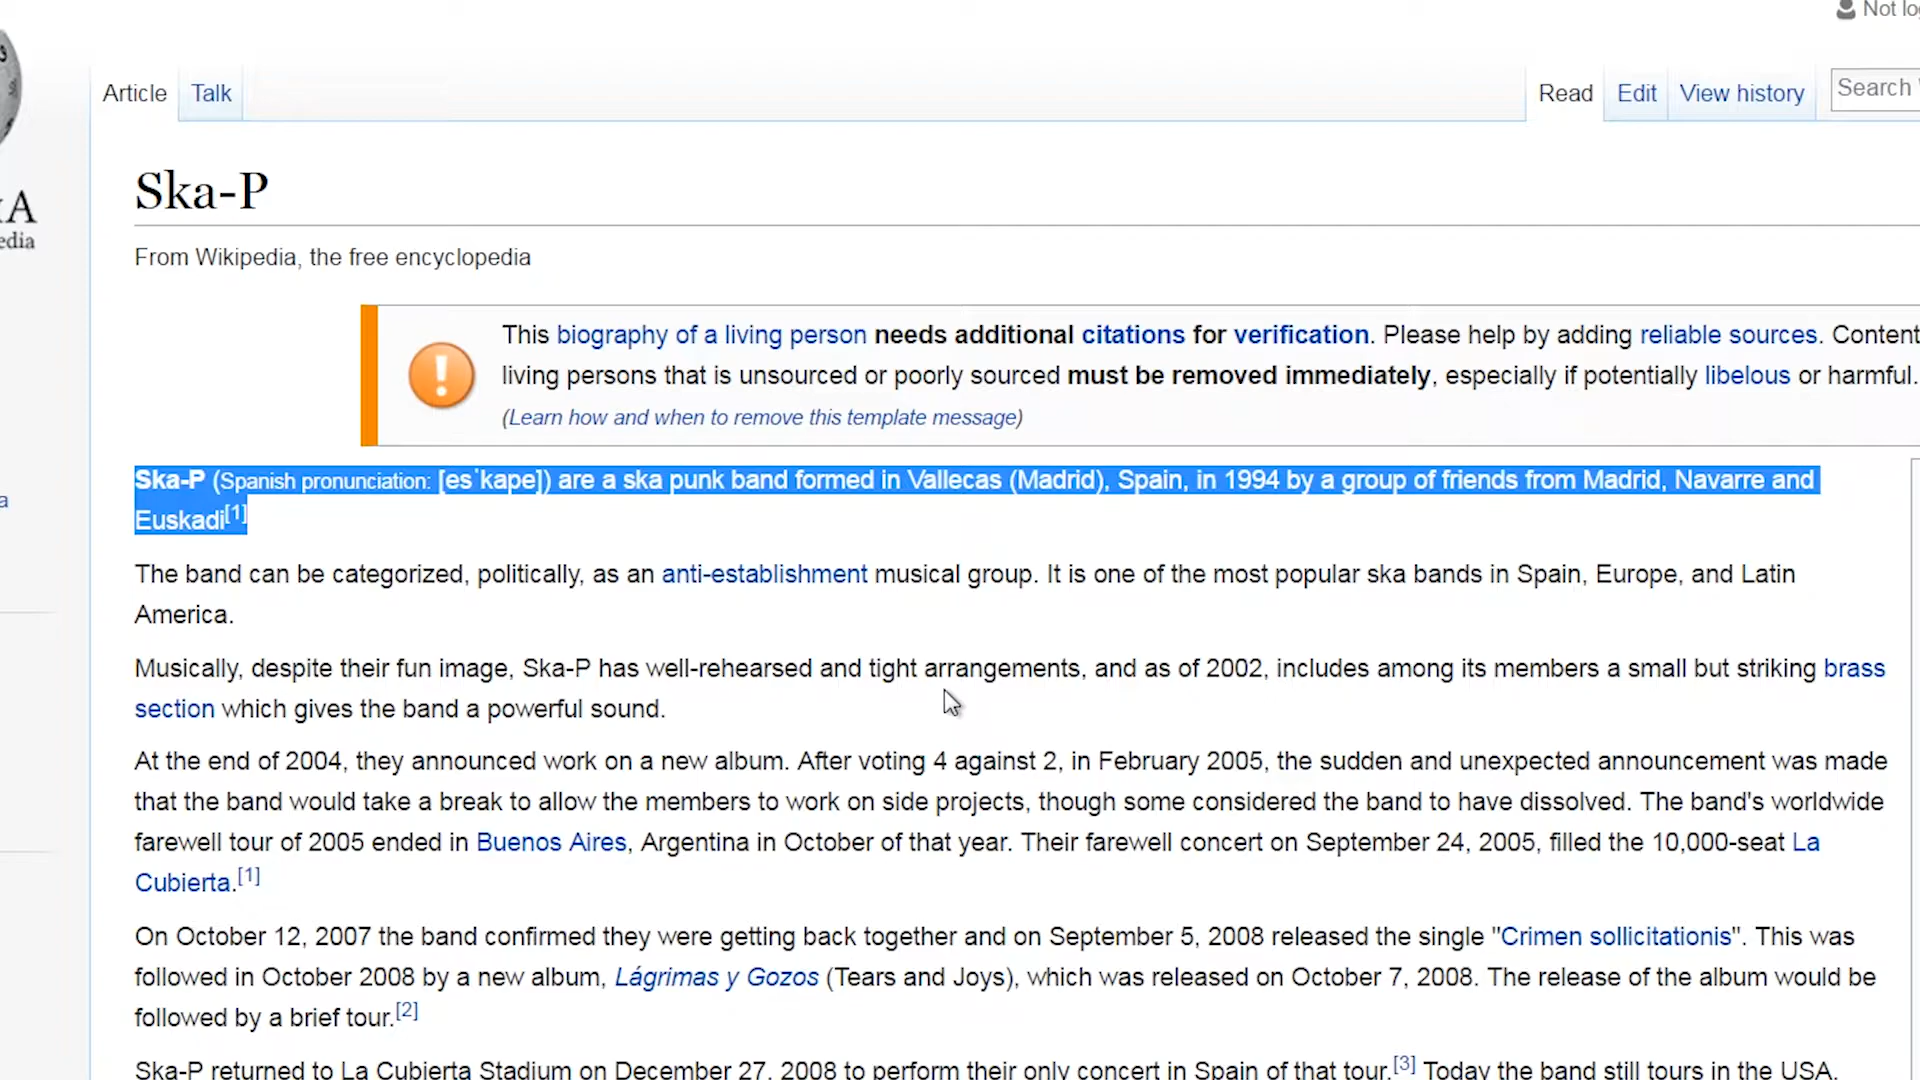 Not lo
Article Talk Read Edit View history Search
Ska-P
From Wikipedia, the free encyclopedia
This biography of a living person needs additional citations for verification. Please help by adding reliable sources. Content
living persons that is unsourced or poorly sourced must be removed immediately, especially if potentially libelous or harmful.
(Learn how and when to remove this template message)
Ska-P (Spanish pronunciation: [esˈkape]) are a ska punk band formed in Vallecas (Madrid), Spain, in 1994 by a group of friends from Madrid, Navarre and
Euskadi[1]
The band can be categorized, politically, as an anti-establishment musical group. It is one of the most popular ska bands in Spain, Europe, and Latin
America.
Musically, despite their fun image, Ska-P has well-rehearsed and tight arrangements, and as of 2002, includes among its members a small but striking brass
section which gives the band a powerful sound.
At the end of 2004, they announced work on a new album. After voting 4 against 2, in February 2005, the sudden and unexpected announcement was made
that the band would take a break to allow the members to work on side projects, though some considered the band to have dissolved. The band's worldwide
farewell tour of 2005 ended in Buenos Aires, Argentina in October of that year. Their farewell concert on September 24, 2005, filled the 10,000-seat La
Cubierta.[1]
On October 12, 2007 the band confirmed they were getting back together and on September 5, 2008 released the single "Crimen sollicitationis". This was
followed in October 2008 by a new album, Lágrimas y Gozos (Tears and Joys), which was released on October 7, 2008. The release of the album would be
followed by a brief tour.[2]
Ska-P returned to La Cubierta Stadium on December 27, 2008 to perform their only concert in Spain of that tour.[3] Today the band still tours in the USA,